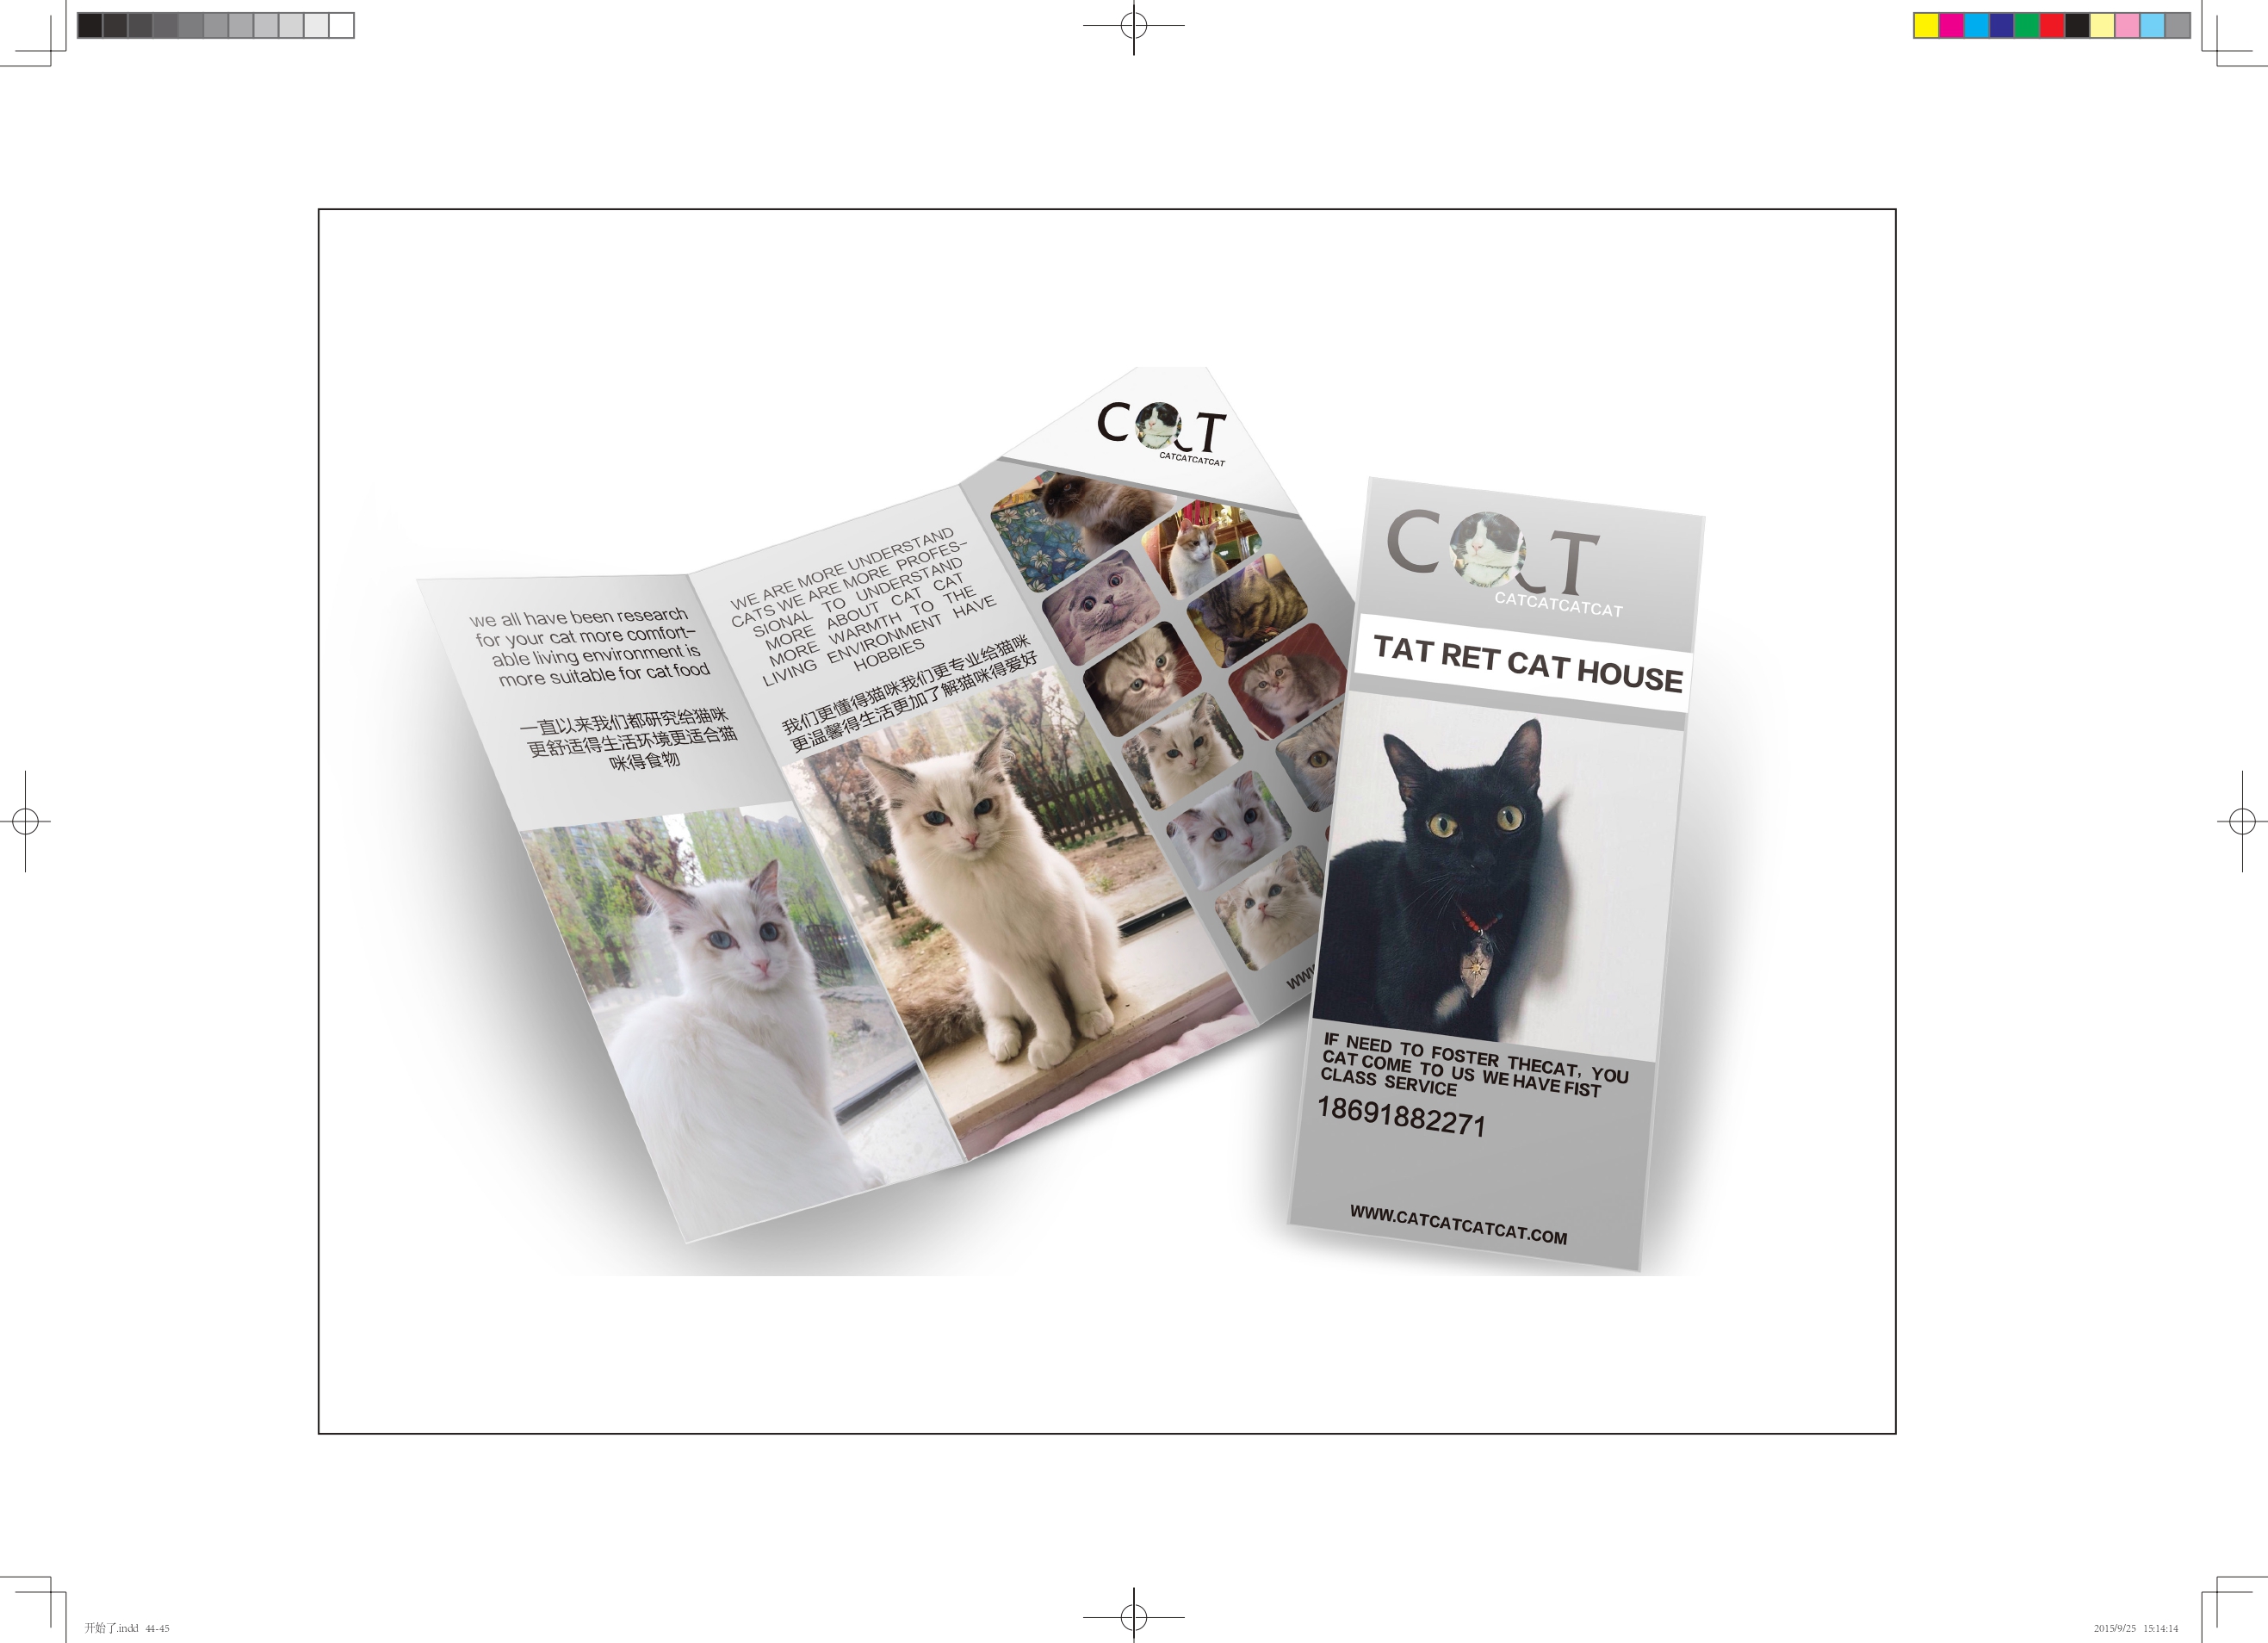 we all have been research
for your cat more comfort-
able living environment is
more suitable for cat food
一直以来我们都研究给猫咪
更舒适得生活环境更适合猫
咪得食物
WE ARE MORE UNDERSTAND
CATS WE ARE MORE PROFES-
SIONAL TO UNDERSTAND
MORE ABOUT CAT CAT
MORE WARMTH TO THE
LIVING ENVIRONMENT HAVE
HOBBIES
我们更懂得猫咪我们更专业给猫咪
更温馨得生活更加了解猫咪得爱好
CAT
CATCATCATCAT
WWW
CAT
CATCATCATCAT
TAT RET CAT HOUSE
IF NEED TO FOSTER THECAT, YOU
CAT COME TO US WE HAVE FIST
CLASS SERVICE
18691882271
WWW.CATCATCATCAT.COM
开始了.indd 44-45
2015/9/25 15:14:14